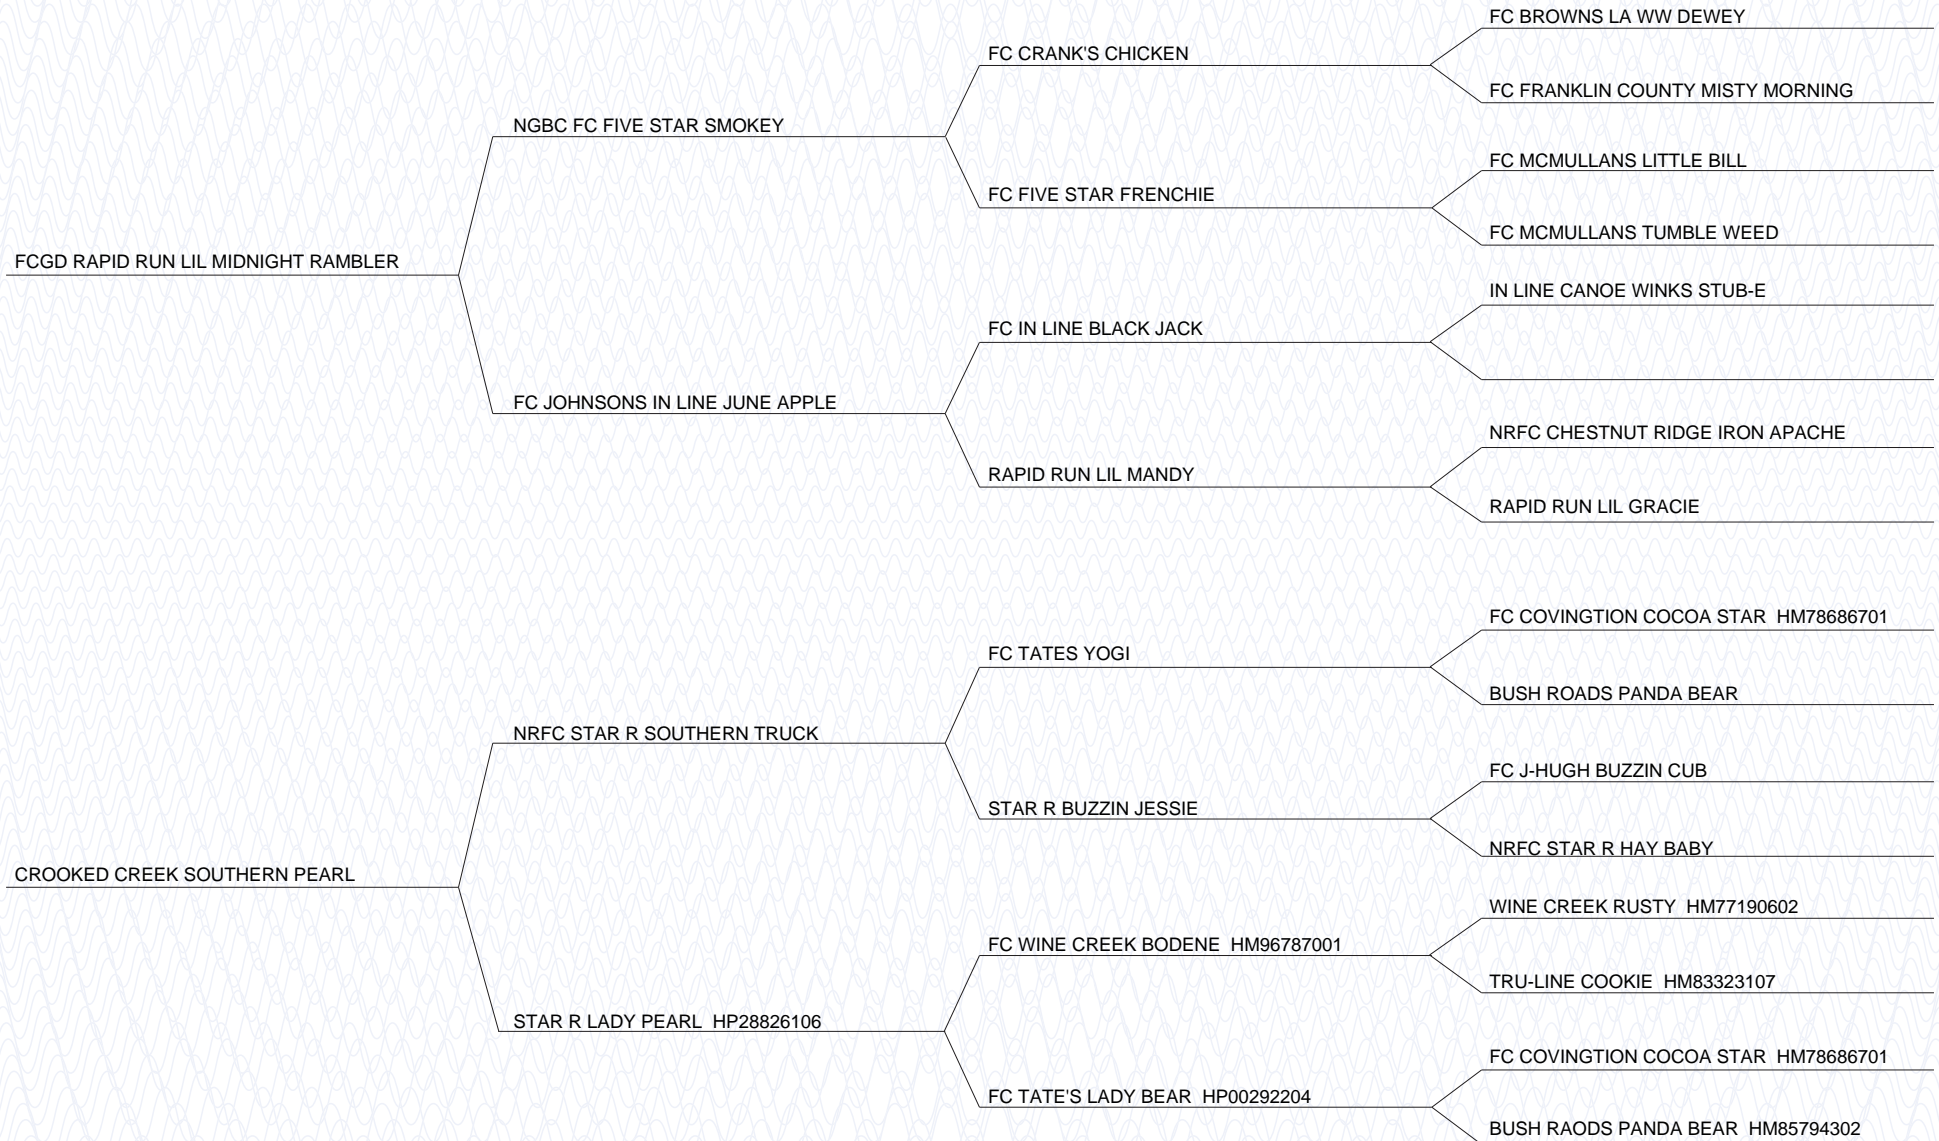 FC BROWNS LA WW DEWEY
FC CRANK'S CHICKEN
FC FRANKLIN COUNTY MISTY MORNING
NGBC FC FIVE STAR SMOKEY
FC MCMULLANS LITTLE BILL
FC FIVE STAR FRENCHIE
FC MCMULLANS TUMBLE WEED
FCGD RAPID RUN LIL MIDNIGHT RAMBLER
IN LINE CANOE WINKS STUB-E
FC IN LINE BLACK JACK
FC JOHNSONS IN LINE JUNE APPLE
NRFC CHESTNUT RIDGE IRON APACHE
RAPID RUN LIL MANDY
RAPID RUN LIL GRACIE
FC COVINGTION COCOA STAR HM78686701
FC TATES YOGI
BUSH ROADS PANDA BEAR
NRFC STAR R SOUTHERN TRUCK
FC J-HUGH BUZZIN CUB
STAR R BUZZIN JESSIE
NRFC STAR R HAY BABY
CROOKED CREEK SOUTHERN PEARL
WINE CREEK RUSTY HM77190602
FC WINE CREEK BODENE HM96787001
TRU-LINE COOKIE HM83323107
STAR R LADY PEARL HP28826106
FC COVINGTION COCOA STAR HM78686701
FC TATE'S LADY BEAR HP00292204
BUSH RAODS PANDA BEAR HM85794302